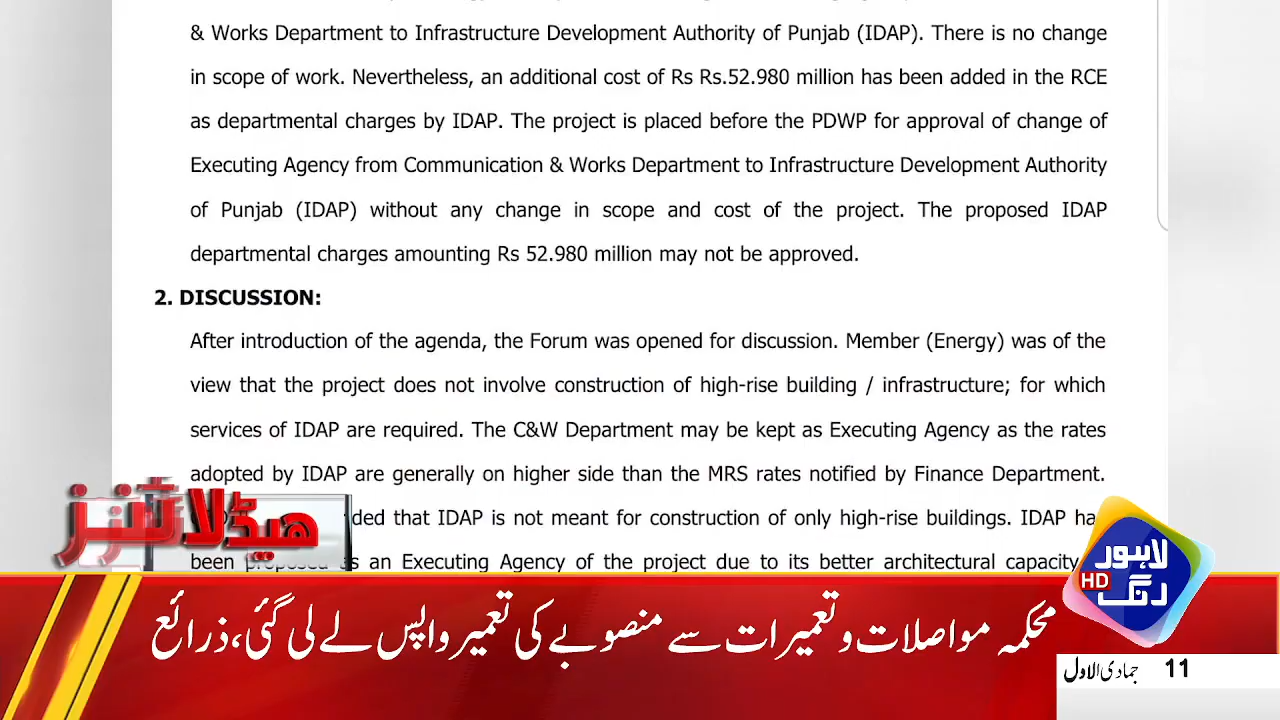 & Works Department to Infrastructure Development Authority of Punjab (IDAP). There is no change
in scope of work. Nevertheless, an additional cost of Rs Rs.52.980 million has been added in the RCE
as departmental charges by IDAP. The project is placed before the PDWP for approval of change of
Executing Agency from Communication & Works Department to Infrastructure Development Authority
of Punjab (IDAP) without any change in scope and cost of the project. The proposed IDAP
departmental charges amounting Rs 52.980 million may not be approved.
2. DISCUSSION:
After introduction of the agenda, the Forum was opened for discussion. Member (Energy) was of the
view that the project does not involve construction of high-rise building / infrastructure; for which
services of IDAP are required. The C&W Department may be kept as Executing Agency as the rates
adopted by IDAP are generally on higher side than the MRS rates notified by Finance Department.
that IDAP is not meant for construction of only high-rise buildings. IDAP
been as an Executing Agency of the project due to its better architectural capacity
ہیڈلائنز
لاہور
رنگ HD
محکمہ مواصلات و تعمیرات سے منصوبے کی تعمیر واپس لے لی گئی، ذرائع
11 جمادی الاول